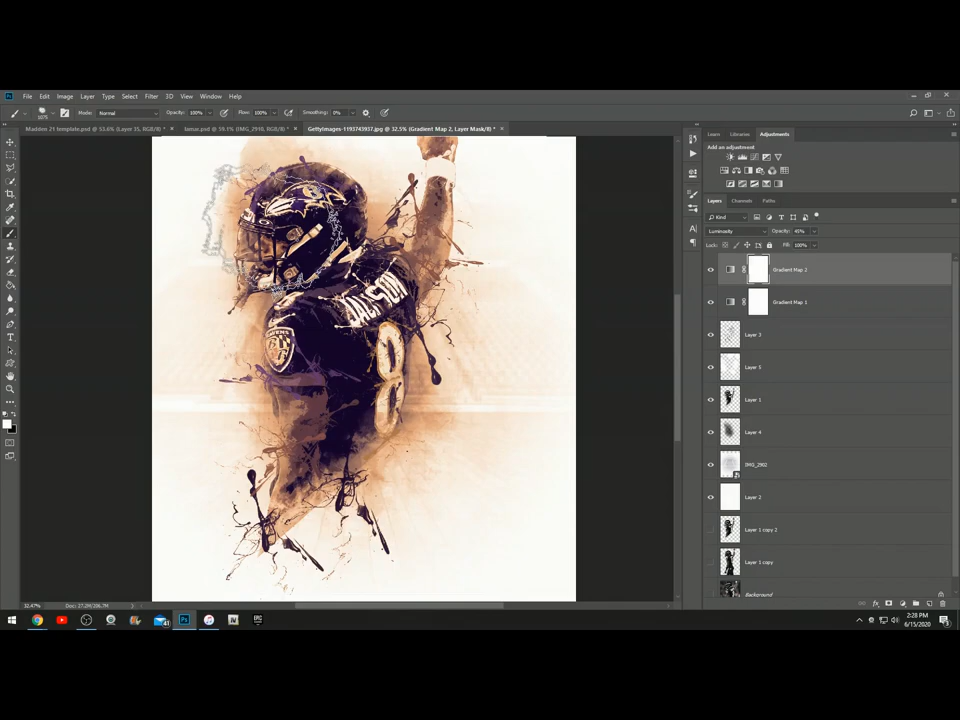 File Edit Image Layer Type Select Filter 3D View Window Help
Mode: Normal Opacity: 100% Flow: 100% Smoothing: 0%
Madden 21 template.psd @ 53.6% (Layer 35, RGB/8) * × GettyImages-1193743937.jpg @ 32.5% (Gradient Map 2, Layer Mask/8) * ×
Learn Libraries Adjustments
Add an adjustment
Layers Channels Paths
Kind
Luminosity Opacity:
Lock: Fill: 100%
Gradient Map 2
Gradient Map 1
Layer 3
Layer 5
Layer 1
Layer 4
IMG_2902
Layer 2
Layer 1 copy 2
Layer 1 copy
Background
JACKSON
RAVENS
8
32.47%
2:28 PM
6/15/2020